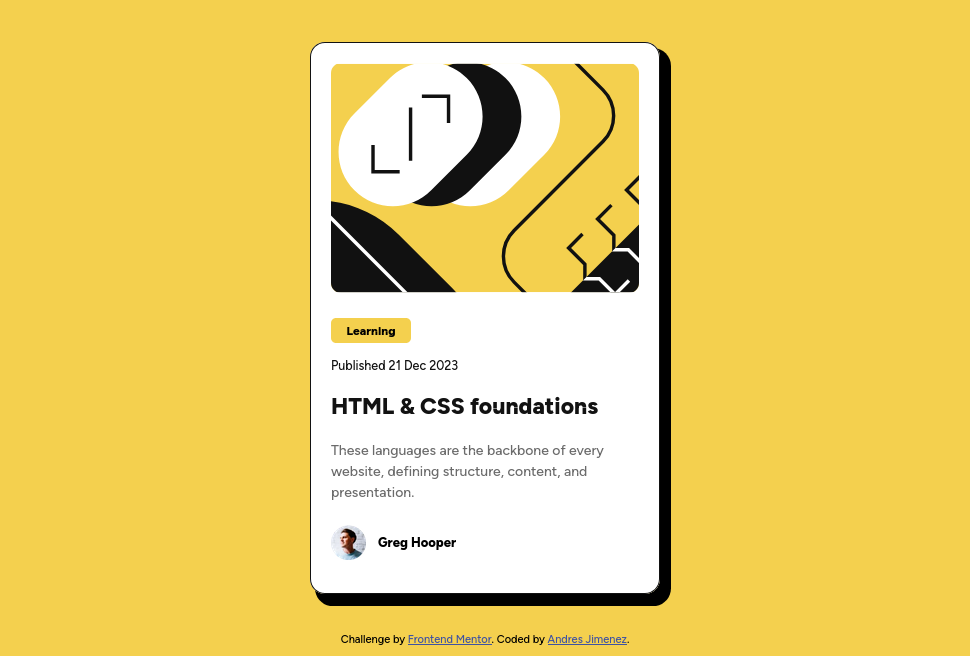 Learning
Published 21 Dec 2023
HTML & CSS foundations
These languages are the backbone of every
website, defining structure, content, and
presentation.
Greg Hooper
Challenge by Frontend Mentor. Coded by Andres Jimenez.